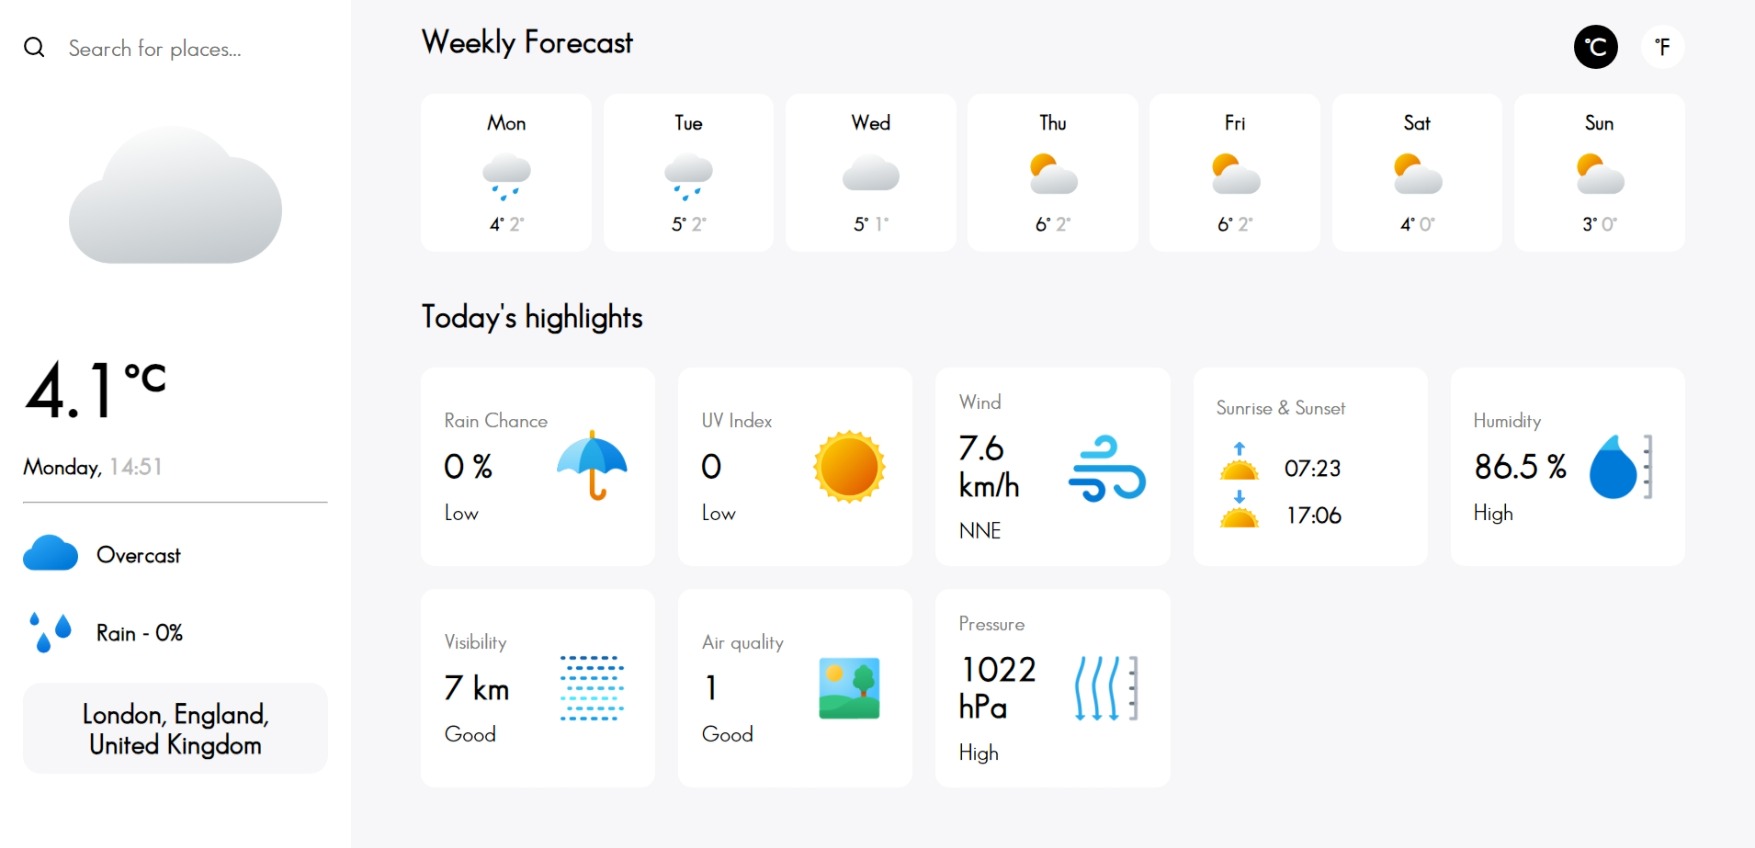 Search for places...
4.1 °C
Monday, 14:51
Overcast
Rain - 0%
London, England,
United Kingdom
Weekly Forecast
°C
°F
Mon
4° 2°
Tue
5° 2°
Wed
5° 1°
Thu
6° 2°
Fri
6° 2°
Sat
4° 0°
Sun
3° 0°
Today's highlights
Rain Chance
0 %
Low
UV Index
0
Low
Wind
7.6
km/h
NNE
Sunrise & Sunset
07:23
17:06
Humidity
86.5 %
High
Visibility
7 km
Good
Air quality
1
Good
Pressure
1022
hPa
High